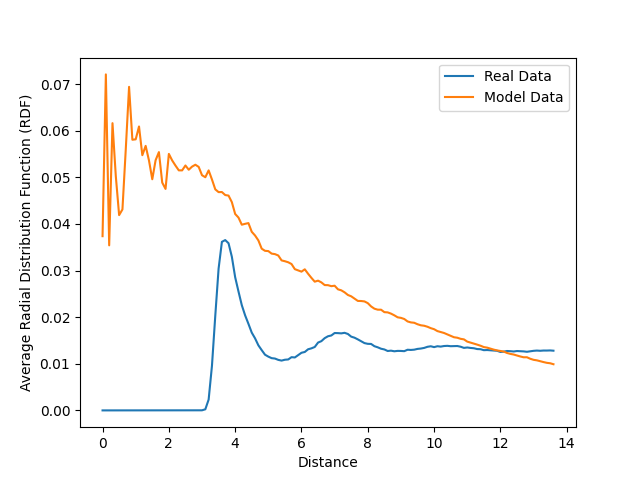 Real Data
Model Data
Average Radial Distribution Function (RDF)
0.07
0.06
0.05
0.04
0.03
0.02
0.01
0.00
0 2 4 6 8 10 12 14
Distance